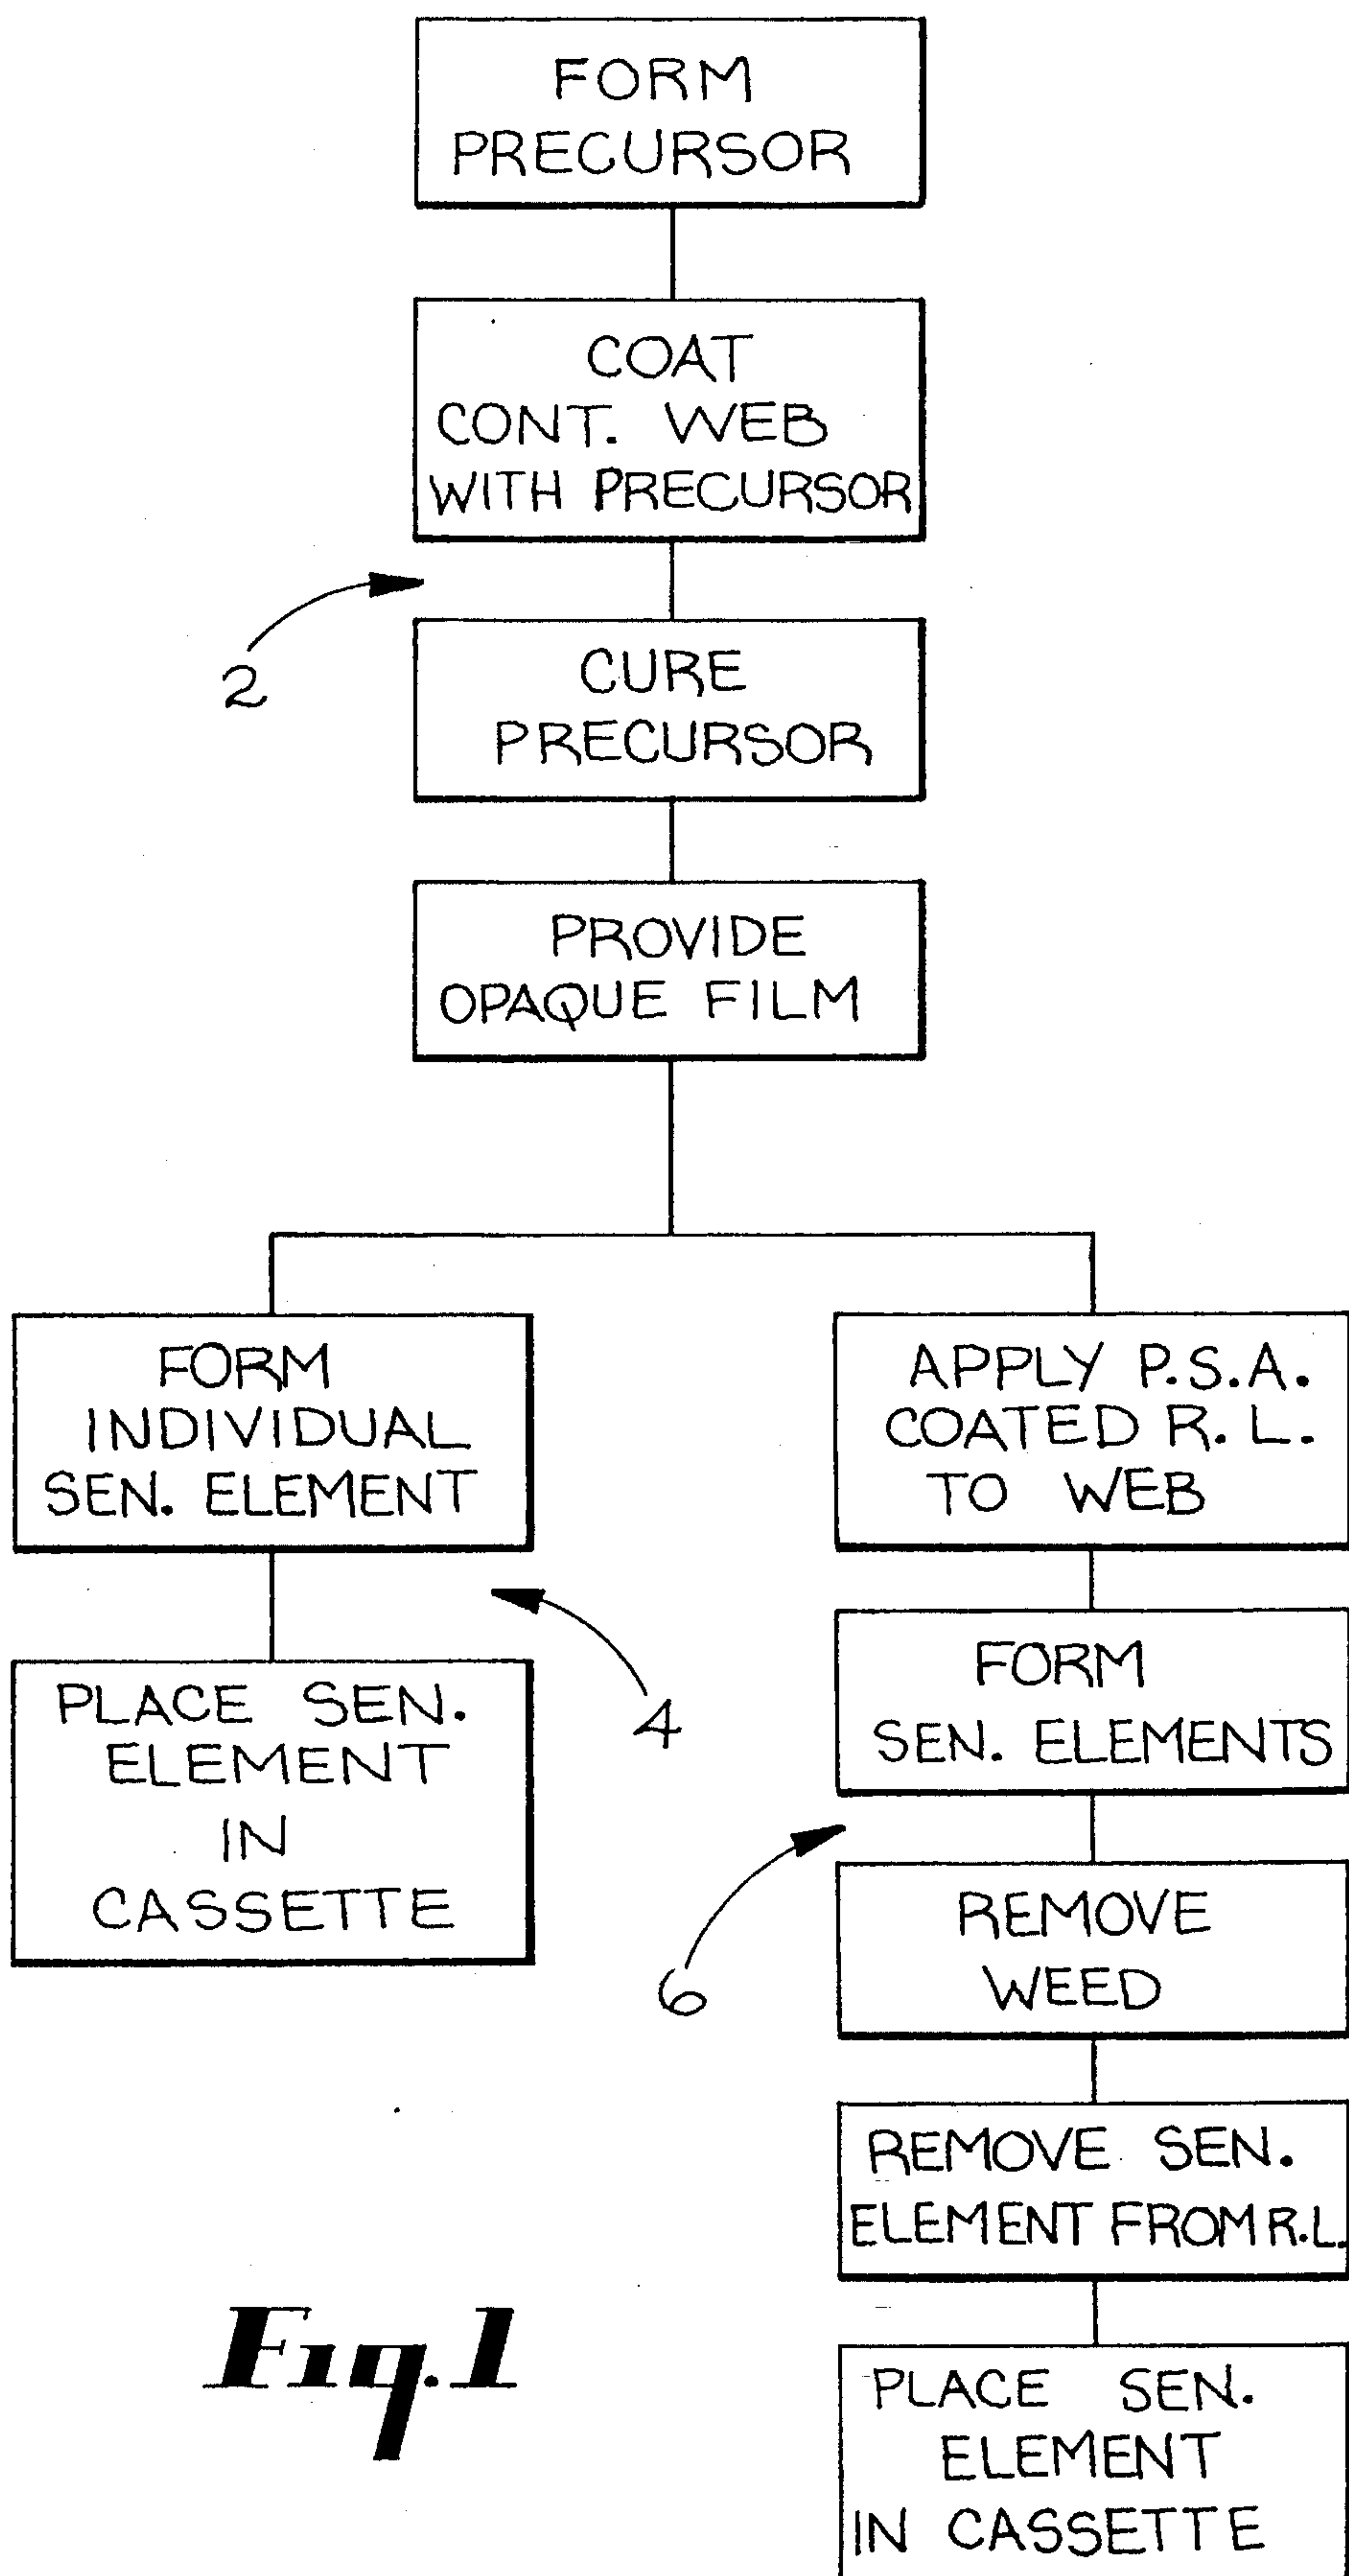 FORM
PRECURSOR
COAT
CONT. WEB
WITH PRECURSOR
2
CURE
PRECURSOR
PROVIDE
OPAQUE FILM
FORM
INDIVIDUAL
SEN. ELEMENT
4
PLACE SEN.
ELEMENT
IN
CASSETTE
APPLY P.S.A.
COATED R.L.
TO WEB
FORM
SEN. ELEMENTS
6
REMOVE
WEED
REMOVE SEN.
ELEMENT FROM R.L.
PLACE SEN.
ELEMENT
IN CASSETTE
Fig. 1